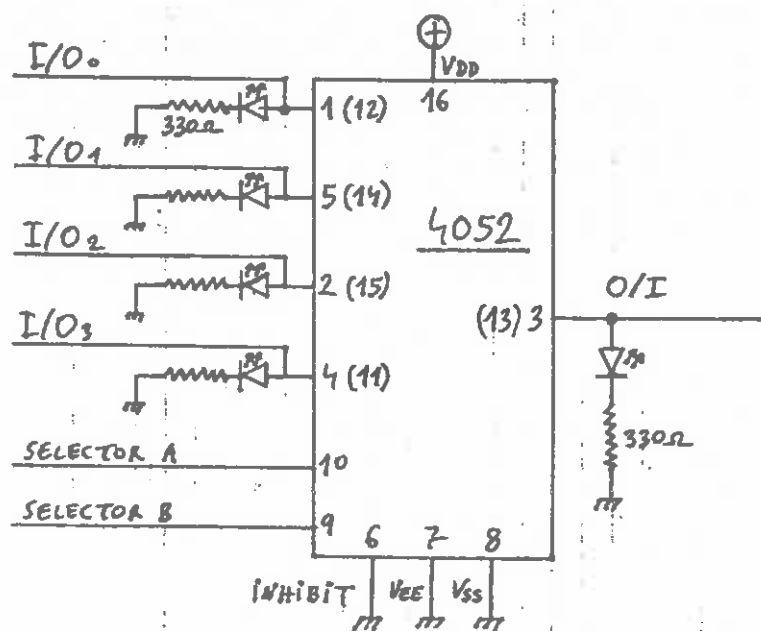 I/O₀
VDD
16
1 (12)
330Ω
I/O₁
5 (14)
4052
I/O₂
2 (15)
O/I
(13) 3
I/O₃
4 (11)
330Ω
SELECTOR A
10
SELECTOR B
9
6 7 8
INHIBIT VEE VSS